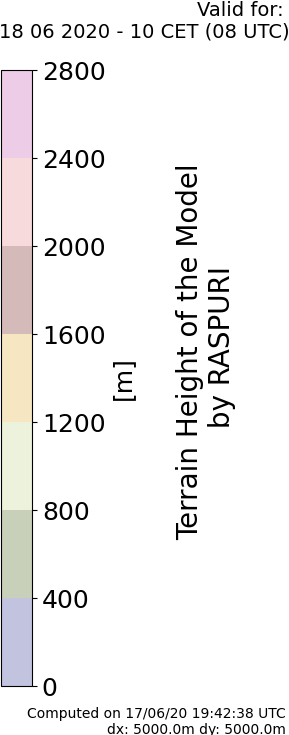 Valid for:
18 06 2020 - 10 CET (08 UTC)
2800
2400
2000
1600
1200
800
400
0
[m]
Terrain Height of the Model
by RASPURI
Computed on 17/06/20 19:42:38 UTC
dx: 5000.0m dy: 5000.0m